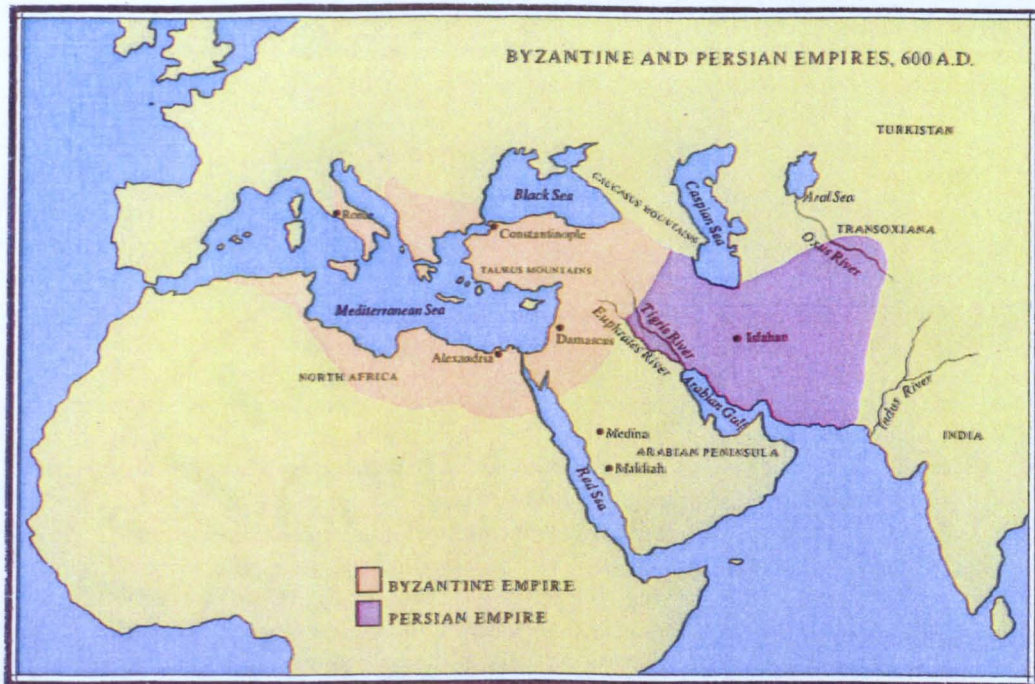 BYZANTINE AND PERSIAN EMPIRES, 600 A.D.
TURKISTAN
Black Sea
CAUCASUS MOUNTAINS
Caspian Sea
Aral Sea
TRANSOXIANA
Oxus River
Rome
Constantinople
TAURUS MOUNTAINS
Mediterranean Sea
Tigris River
Euphrates River
Isfahan
Damascus
Alexandria
NORTH AFRICA
Arabian Gulf
Indus River
INDIA
Medina
ARABIAN PENINSULA
Makkah
Red Sea
BYZANTINE EMPIRE
PERSIAN EMPIRE